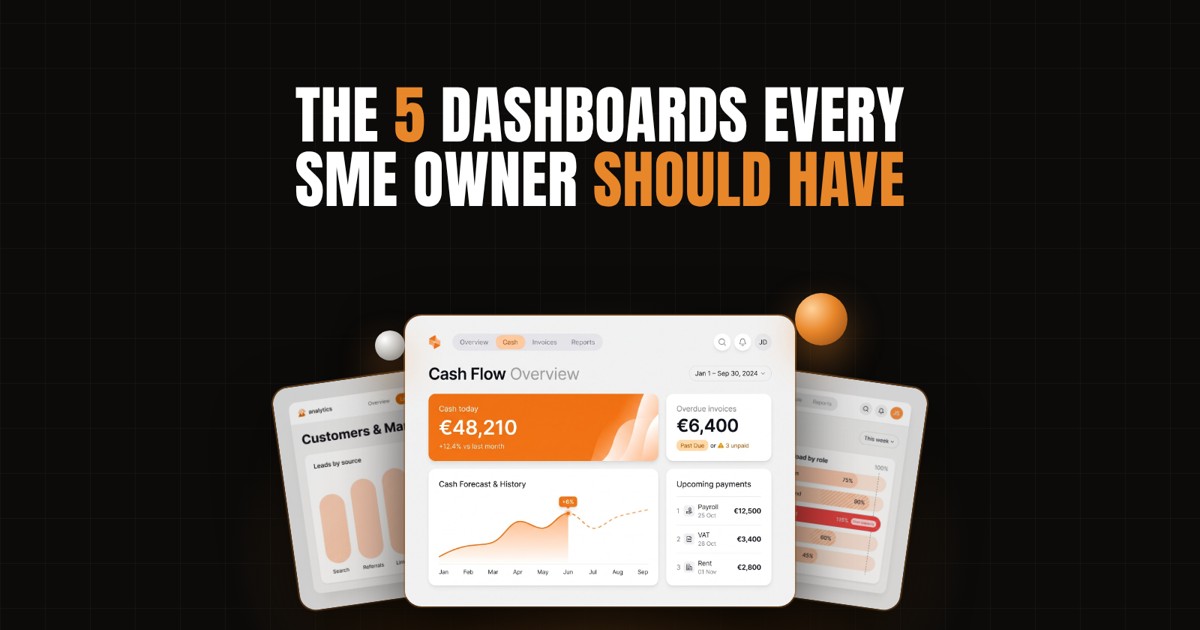 THE 5 DASHBOARDS EVERY
SME OWNER SHOULD HAVE
analytics
Overview
Customers & Ma
Leads by source
Search
Referrals
Overview
Cash
Invoices
Reports
JD
Cash Flow Overview
Jan 1 – Sep 30, 2024
Cash today
€48,210
+12.4% vs last month
Overdue invoices
€6,400
Past Due or 3 unpaid
Cash Forecast & History
+6%
Jan Feb Mar Apr May Jun Jul Aug Sep
Upcoming payments
1 Payroll €12,500
25 Oct
2 VAT €3,400
28 Oct
3 Rent €2,800
01 Nov
Reports
This week
oad by role
100%
75%
90%
60%
45%